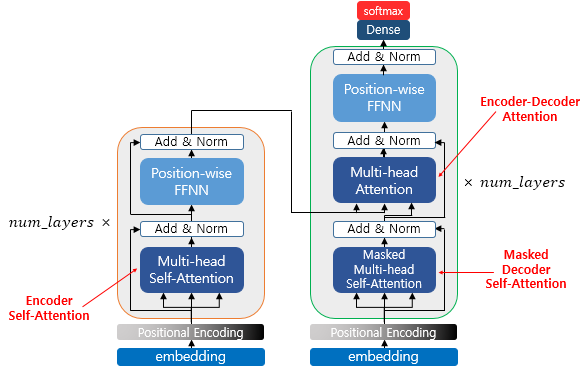 softmax
Dense
Add & Norm
Position-wise
FFNN
Add & Norm
Multi-head
Attention
Add & Norm
Masked
Multi-head
Self-Attention
Positional Encoding
embedding
Encoder-Decoder
Attention
× num_layers
Masked
Decoder
Self-Attention
Add & Norm
Position-wise
FFNN
Add & Norm
Multi-head
Self-Attention
Positional Encoding
embedding
num_layers ×
Encoder
Self-Attention